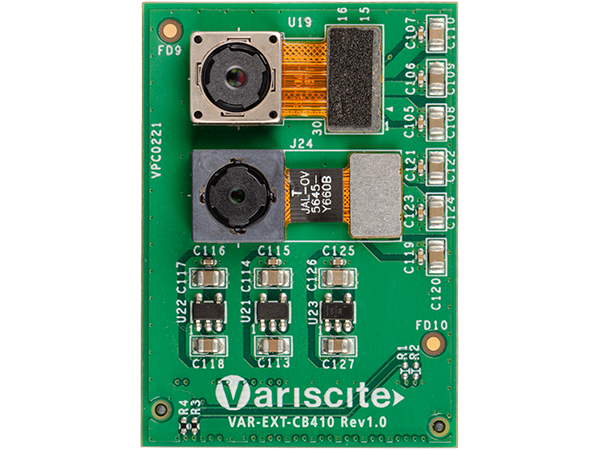 U19
16
15
FD9
C107
C110
C106
C109
C105
C108
30
1
J24
VPC0221
C121
C122
T
JAL-OV
5645-
Y660B
C123
C124
C119
C120
C116
C115
C125
C117
C114
C126
U22
U21
U23
C118
C113
C127
FD10
R1
R2
Variscite
R4
R3
VAR-EXT-CB410 Rev1.0